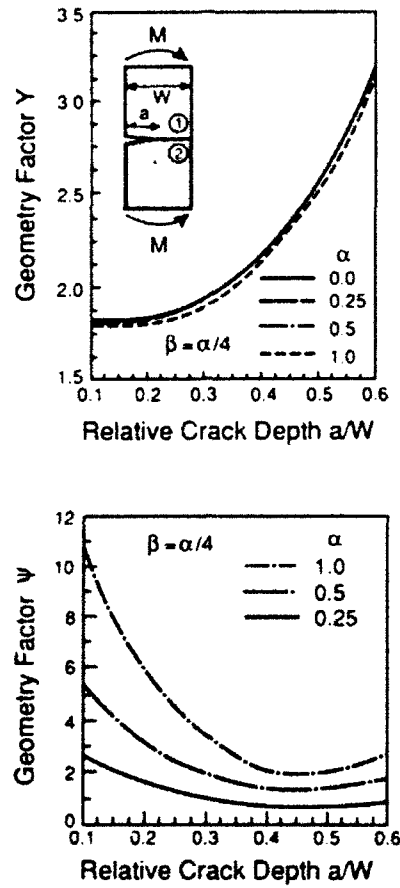 3.5
3.0
2.5
2.0
1.5
0.1 0.2 0.3 0.4 0.5 0.6
Geometry Factor Y
Relative Crack Depth a/W
M
W
a
①
②
M
β = α/4
α
0.0
0.25
0.5
1.0
12
10
8
6
4
2
0
0.1 0.2 0.3 0.4 0.5 0.6
Geometry Factor Ψ
Relative Crack Depth a/W
β = α/4
α
1.0
0.5
0.25